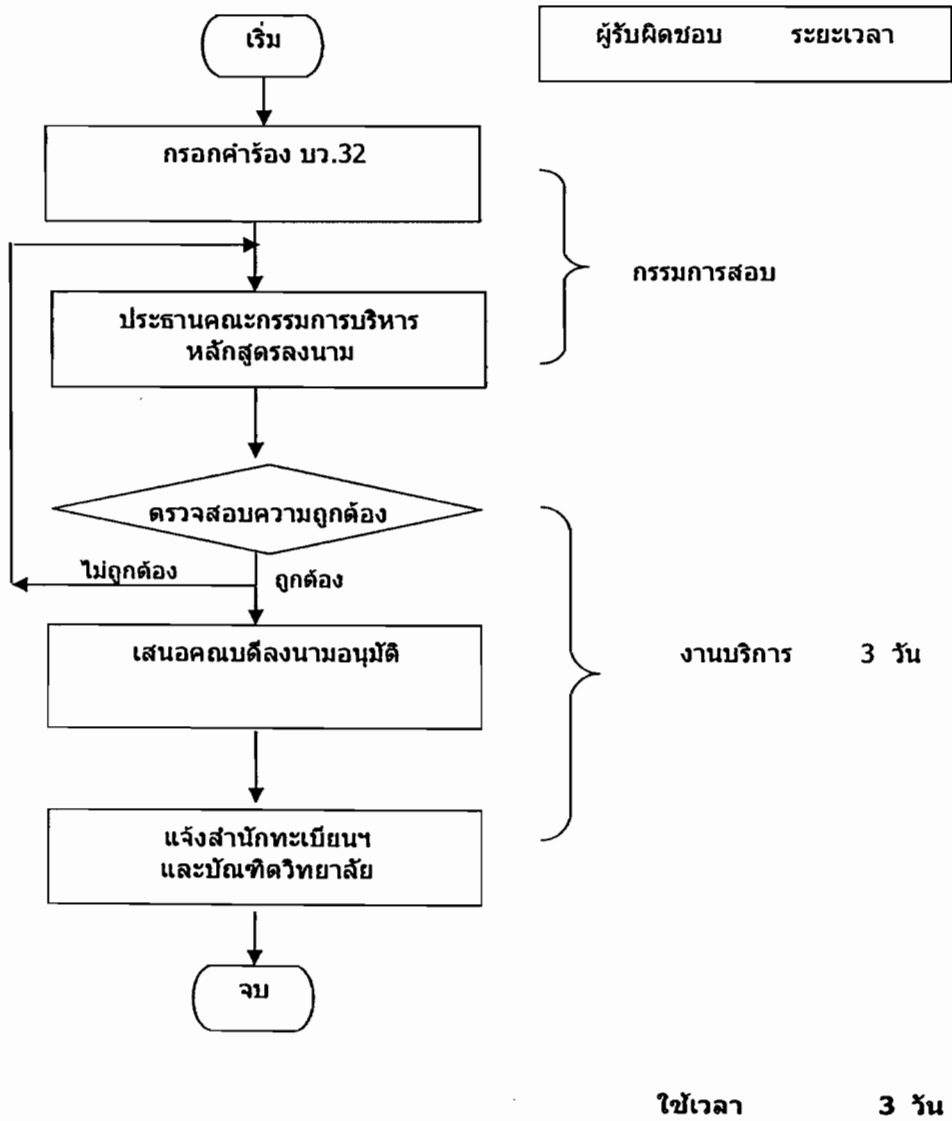 เริ่ม
ผู้รับผิดชอบ ระยะเวลา
กรอกคำร้อง บว.32
กรรมการสอบ
ประธานคณะกรรมการบริหาร
หลักสูตรลงนาม
ตรวจสอบความถูกต้อง
ไม่ถูกต้อง
ถูกต้อง
เสนอคณบดีลงนามอนุมัติ
งานบริการ 3 วัน
แจ้งสำนักทะเบียนฯ
และบัณฑิตวิทยาลัย
จบ
ใช้เวลา 3 วัน